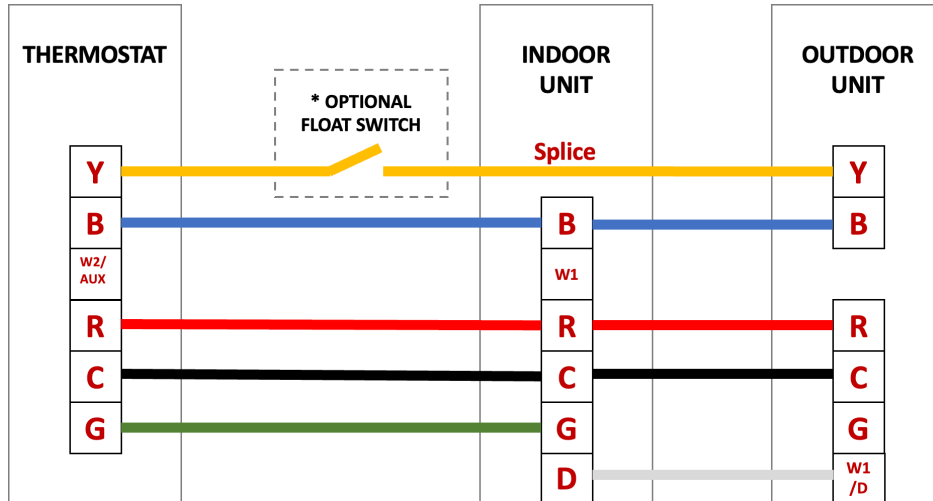 THERMOSTAT
INDOOR
UNIT
OUTDOOR
UNIT
* OPTIONAL
FLOAT SWITCH
Splice
Y
Y
B
B
B
W2/
AUX
W1
R
R
R
C
C
C
G
G
G
D
W1
/D